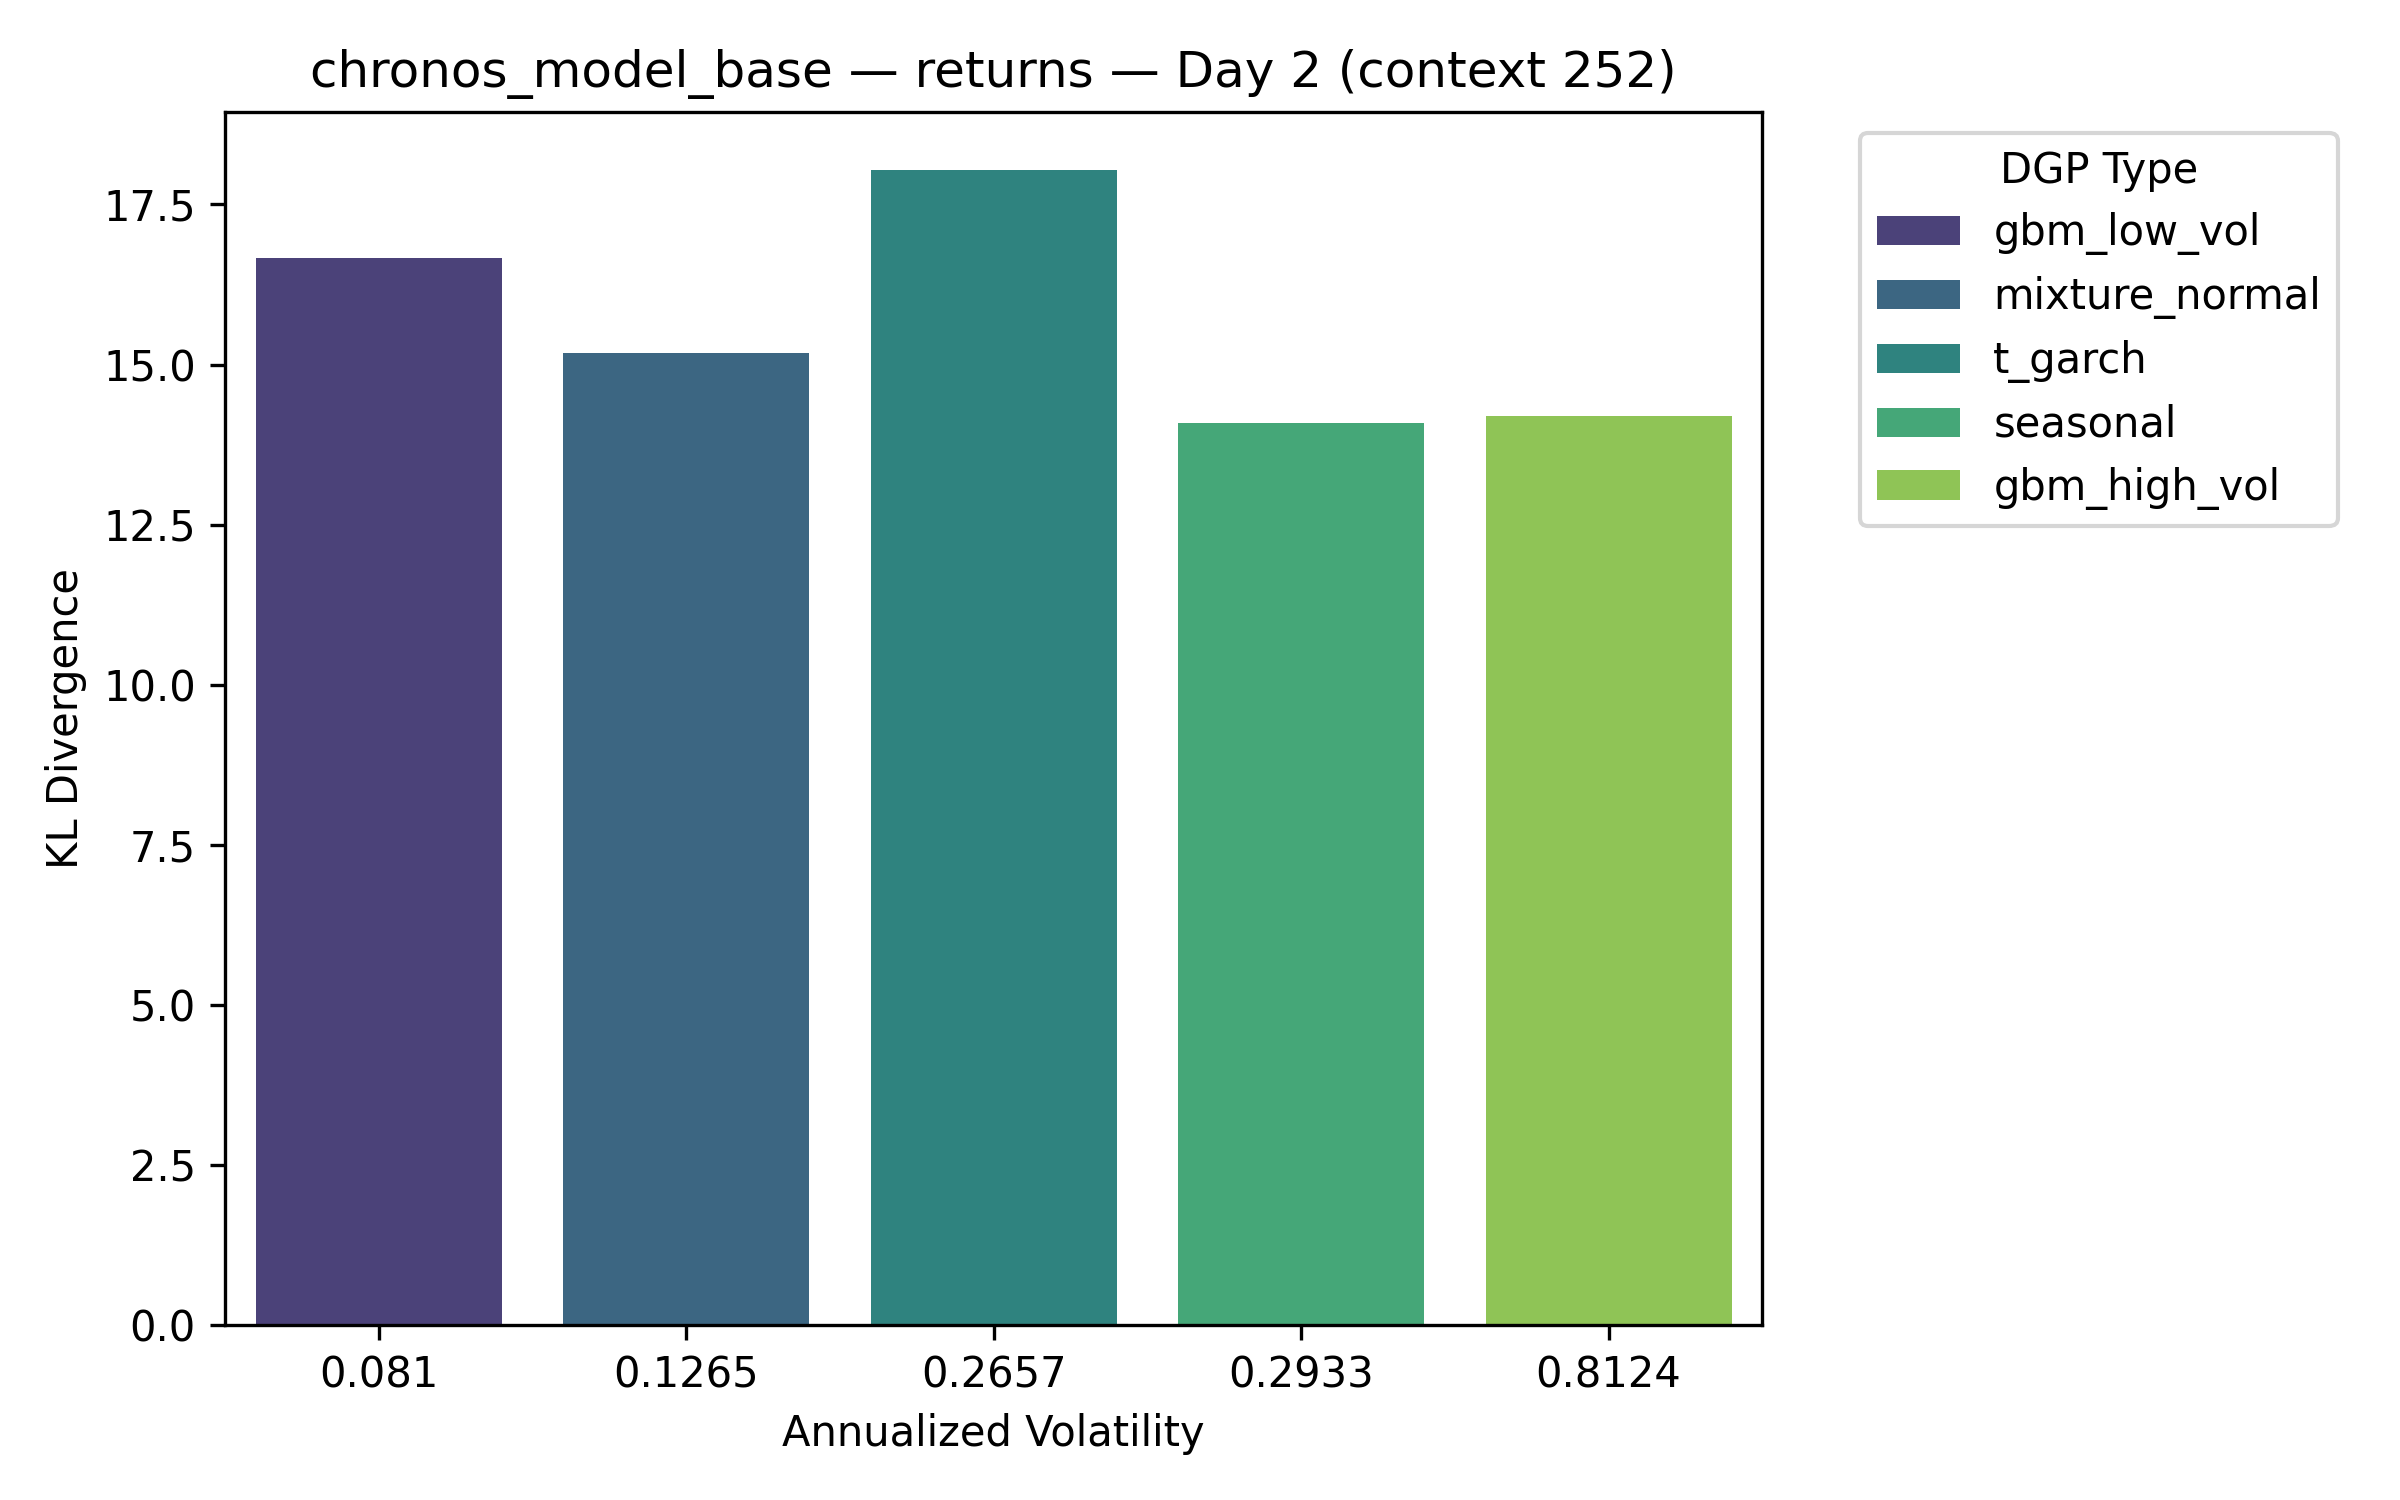 chronos_model_base — returns — Day 2 (context 252)
DGP Type
gbm_low_vol
mixture_normal
t_garch
seasonal
gbm_high_vol
KL Divergence
17.5
15.0
12.5
10.0
7.5
5.0
2.5
0.0
0.081 0.1265 0.2657 0.2933 0.8124
Annualized Volatility